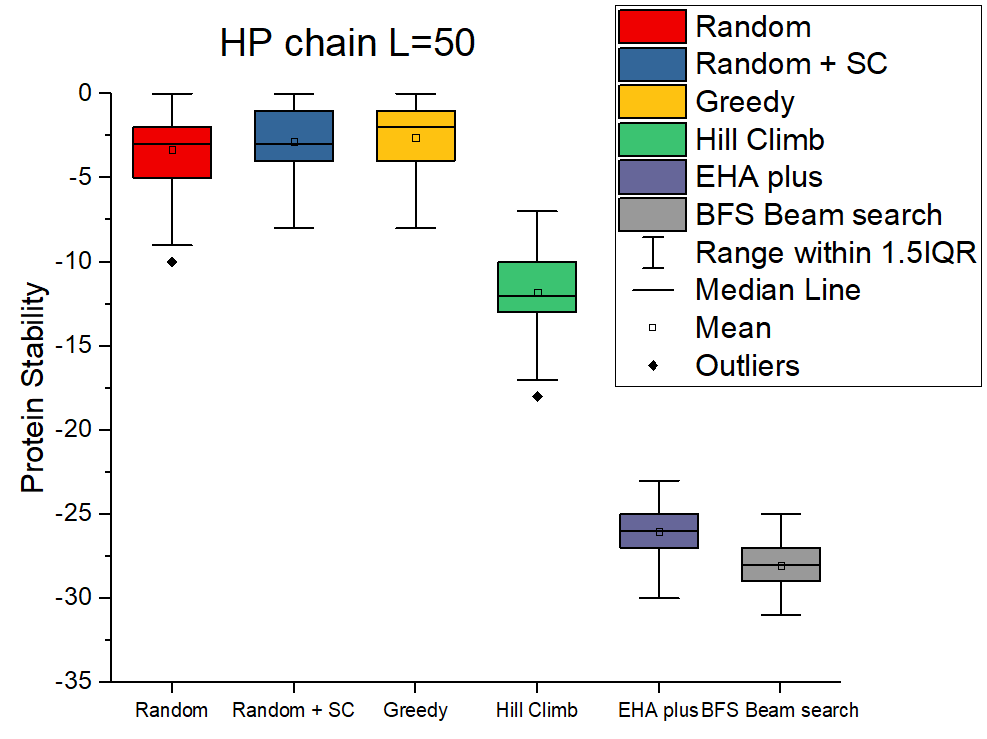 HP chain L=50
Random
Random + SC
Greedy
Hill Climb
EHA plus
BFS Beam search
Range within 1.5IQR
Median Line
Mean
Outliers
Protein Stability
0
-5
-10
-15
-20
-25
-30
-35
Random
Random + SC
Greedy
Hill Climb
EHA plus
BFS Beam search